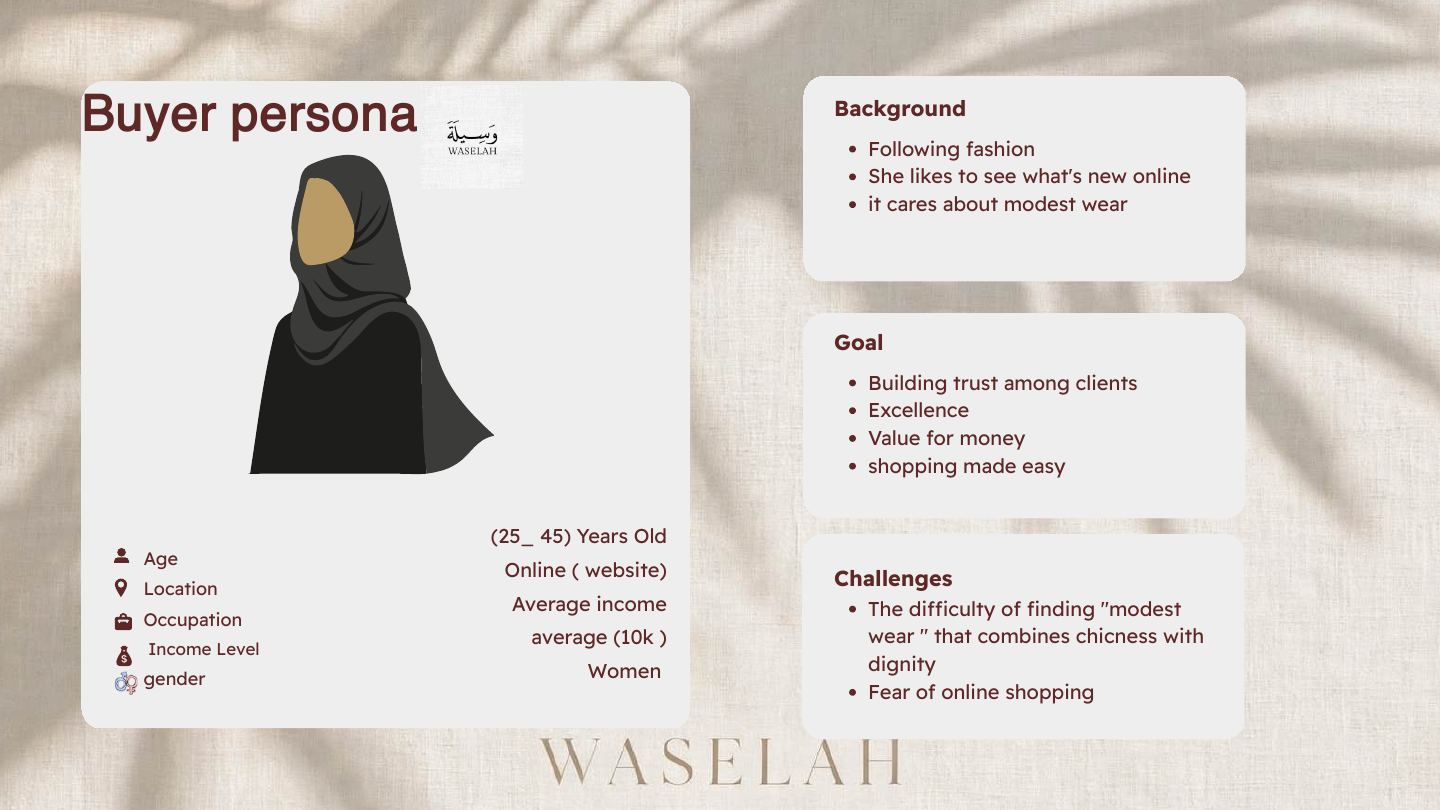 Buyer persona
وَسِيلَة
WASELAH
Age
Location
Occupation
Income Level
gender
(25_ 45) Years Old
Online ( website)
Average income
average (10k )
Women
Background
• Following fashion
• She likes to see what's new online
• it cares about modest wear
Goal
• Building trust among clients
• Excellence
• Value for money
• shopping made easy
Challenges
• The difficulty of finding "modest
wear " that combines chicness with
dignity
• Fear of online shopping
WASELAH